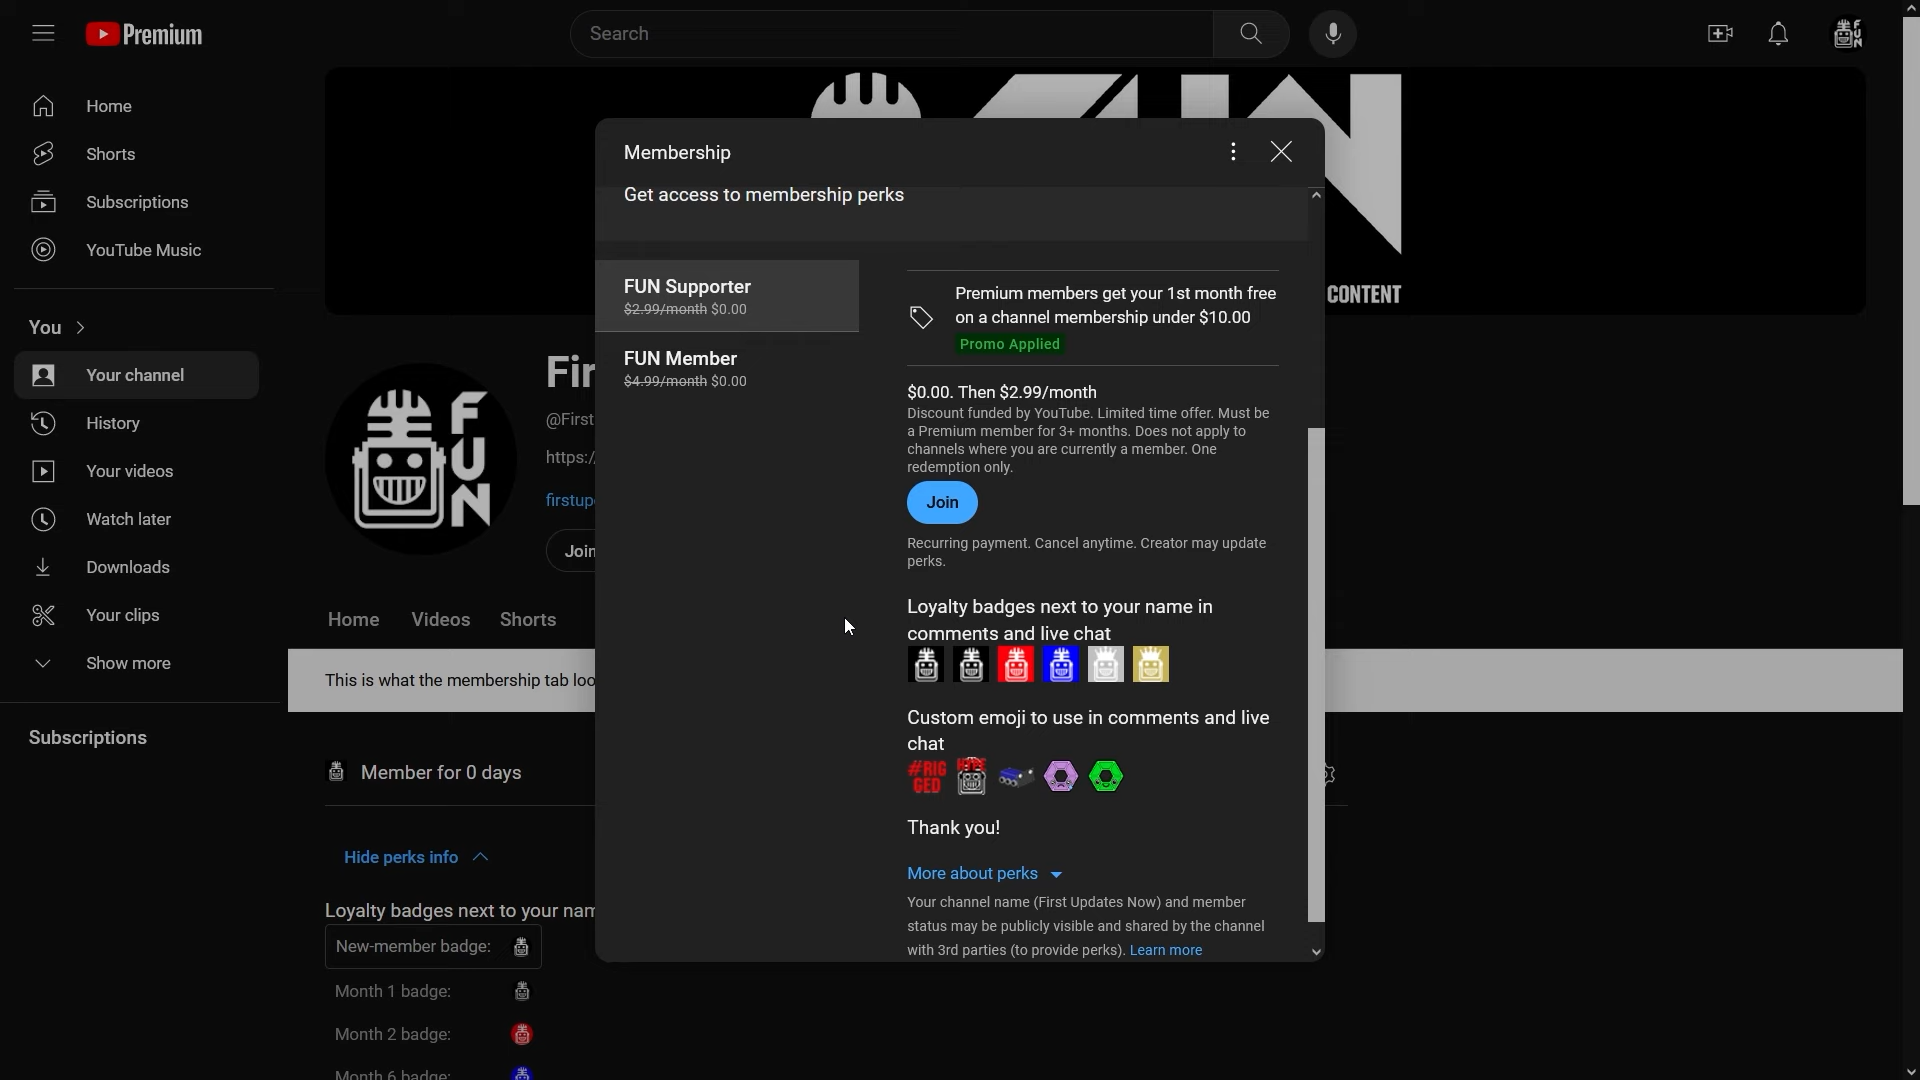 Premium
Search
FUN
Home
Shorts
Subscriptions
YouTube Music
You
Your channel
History
Your videos
Watch later
Downloads
Your clips
Show more
Subscriptions
CONTENT
FUN
Fir
@First
https:/
firstup
Join
Home Videos Shorts
This is what the membership tab loo
Member for 0 days
Hide perks info
Loyalty badges next to your nam
New-member badge:
Month 1 badge:
Month 2 badge:
Month 6 badge:
Membership
Get access to membership perks
FUN Supporter
$2.99/month $0.00
FUN Member
$4.99/month $0.00
Premium members get your 1st month free
on a channel membership under $10.00
Promo Applied
$0.00. Then $2.99/month
Discount funded by YouTube. Limited time offer. Must be
a Premium member for 3+ months. Does not apply to
channels where you are currently a member. One
redemption only.
Join
Recurring payment. Cancel anytime. Creator may update
perks.
Loyalty badges next to your name in
comments and live chat
Custom emoji to use in comments and live
chat
#RIG
GED
HYPE
Thank you!
More about perks
Your channel name (First Updates Now) and member
status may be publicly visible and shared by the channel
with 3rd parties (to provide perks). Learn more